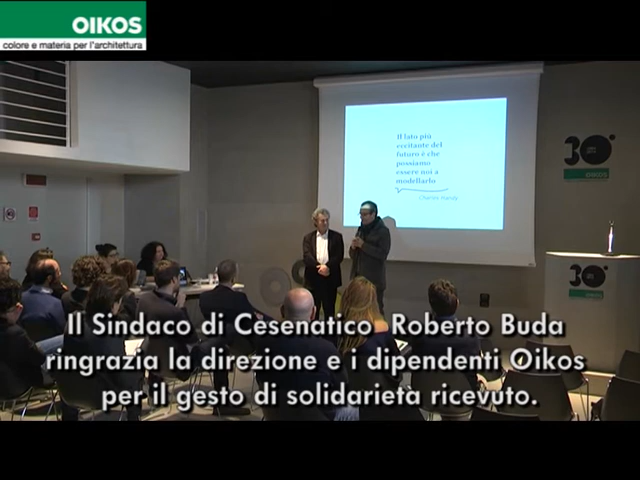 OIKOS
colore e materia per l'architettura
Il lato più
eccitante del
futuro è che
possiamo
essere noi a
modellarlo
Charles Handy
30°
OIKOS
30°
OIKOS
Il Sindaco di Cesenatico Roberto Buda
ringrazia la direzione e i dipendenti Oikos
per il gesto di solidarietà ricevuto.